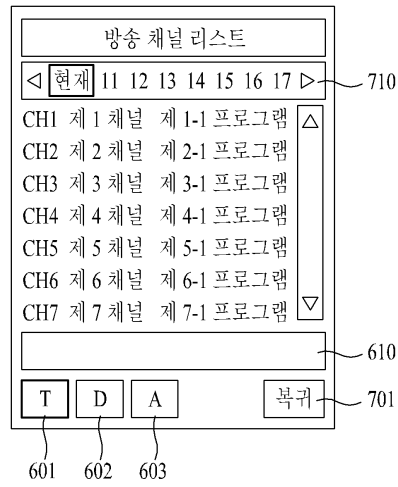 방송 채널 리스트
◁ 현재 11 12 13 14 15 16 17 ▷ 710
CH1 제 1 채널 제 1-1 프로그램
CH2 제 2 채널 제 2-1 프로그램
CH3 제 3 채널 제 3-1 프로그램
CH4 제 4 채널 제 4-1 프로그램
CH5 제 5 채널 제 5-1 프로그램
CH6 제 6 채널 제 6-1 프로그램
CH7 제 7 채널 제 7-1 프로그램
610
T D A 복귀 701
601 602 603